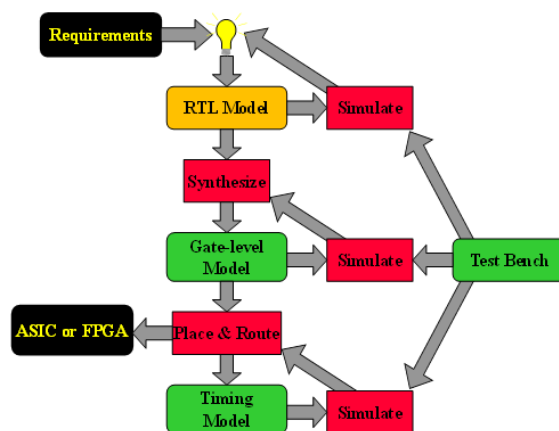 Requirements
RTL Model
Simulate
Synthesize
Gate-level
Model
Simulate
Test Bench
ASIC or FPGA
Place & Route
Timing
Model
Simulate